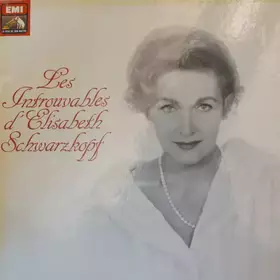 EMI
Les
Introuvables
d'Elisabeth
Schwarzkopf